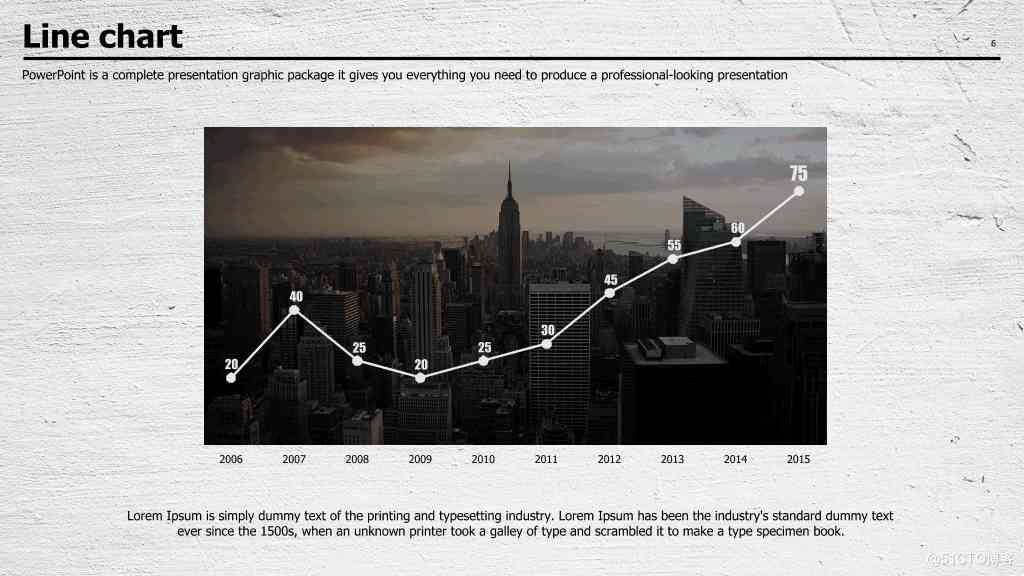 Line chart
6
PowerPoint is a complete presentation graphic package it gives you everything you need to produce a professional-looking presentation
75
60
55
45
40
30
25
25
20
20
2006 2007 2008 2009 2010 2011 2012 2013 2014 2015
Lorem Ipsum is simply dummy text of the printing and typesetting industry. Lorem Ipsum has been the industry's standard dummy text
ever since the 1500s, when an unknown printer took a galley of type and scrambled it to make a type specimen book.
@51CTO博客